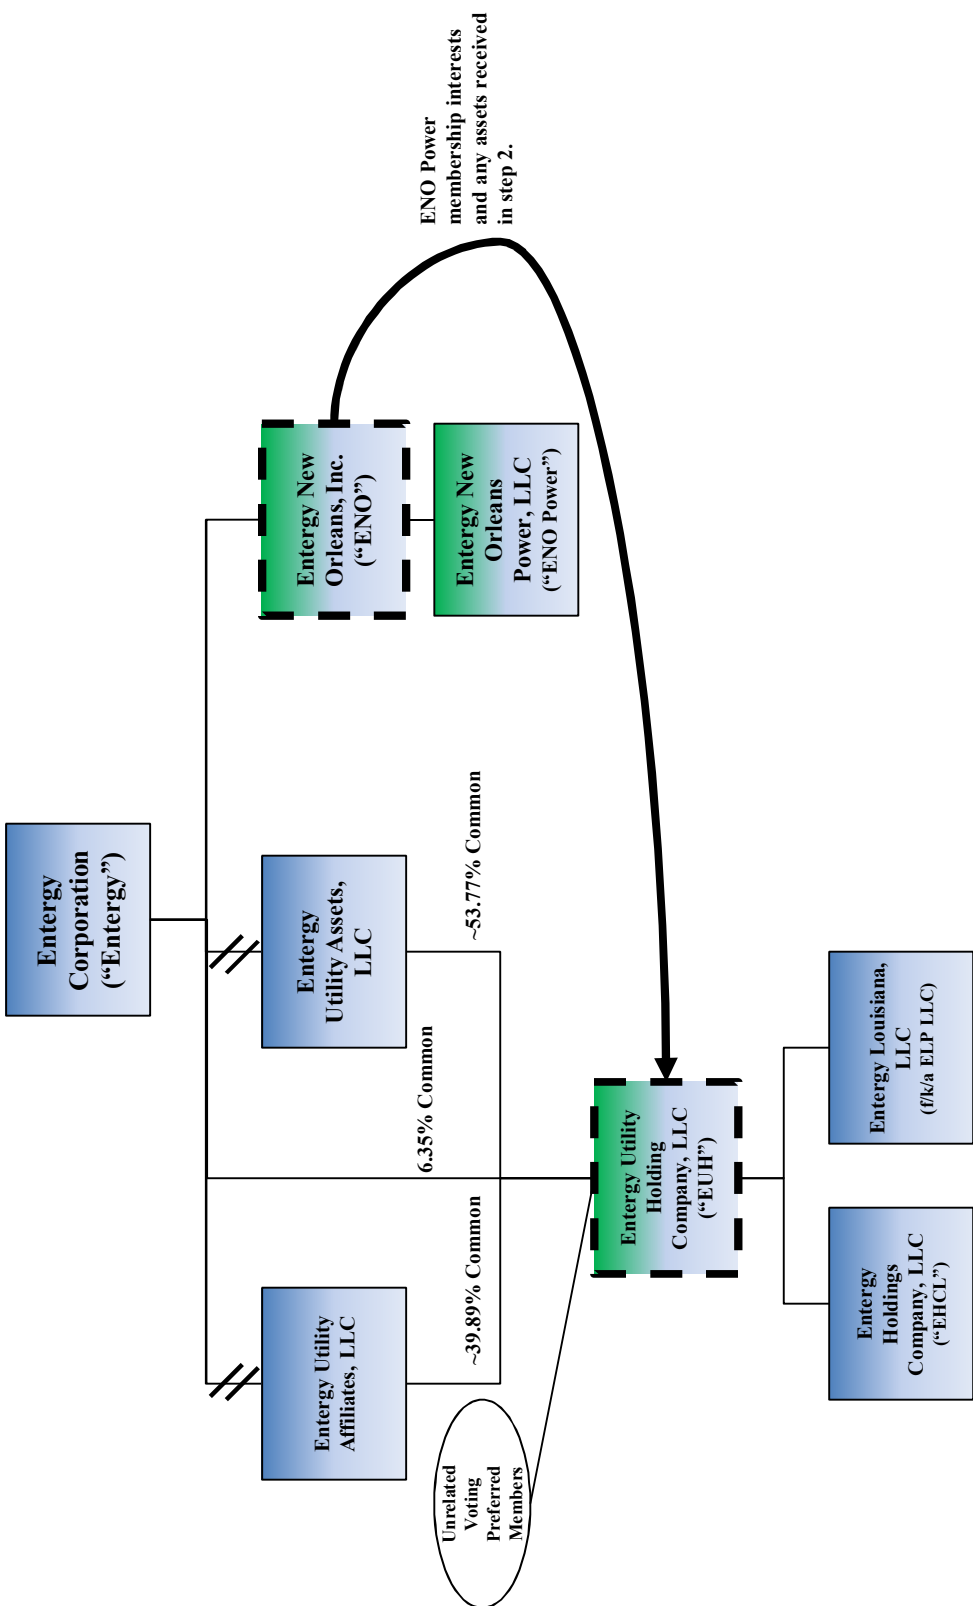 Entergy
Corporation
(“Entergy”)
Entergy Utility
Affiliates, LLC
Entergy
Utility Assets,
LLC
Entergy New
Orleans, Inc.
(“ENO”)
Entergy New
Orleans
Power, LLC
(“ENO Power”)
ENO Power
membership interests
and any assets received
in step 2.
~39.89% Common
6.35% Common
~53.77% Common
Unrelated
Voting
Preferred
Members
Entergy Utility
Holding
Company, LLC
(“EUH”)
Entergy
Holdings
Company, LLC
(“EHCL”)
Entergy Louisiana,
LLC
(f/k/a ELP LLC)